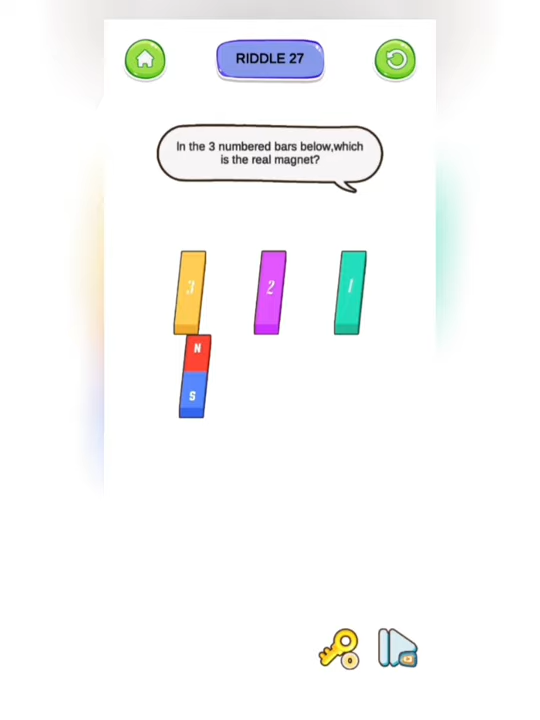 RIDDLE 27
In the 3 numbered bars below,which
is the real magnet?
3
2
1
N
S